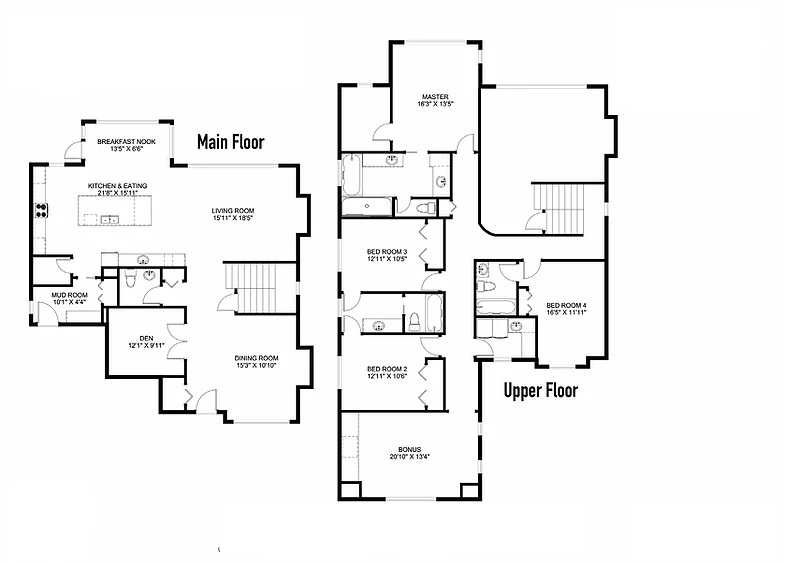 Main Floor
BREAKFAST NOOK
13'5" X 6'6"
KITCHEN & EATING
21'8" X 15'11"
LIVING ROOM
15'11" X 18'5"
MUD ROOM
10'1" X 4'4"
DEN
12'1" X 9'11"
DINING ROOM
15'3" X 10'10"
MASTER
16'3" X 13'5"
BED ROOM 3
12'11" X 10'5"
BED ROOM 4
16'5" X 11'11"
BED ROOM 2
12'11" X 10'6"
Upper Floor
BONUS
20'10" X 13'4"